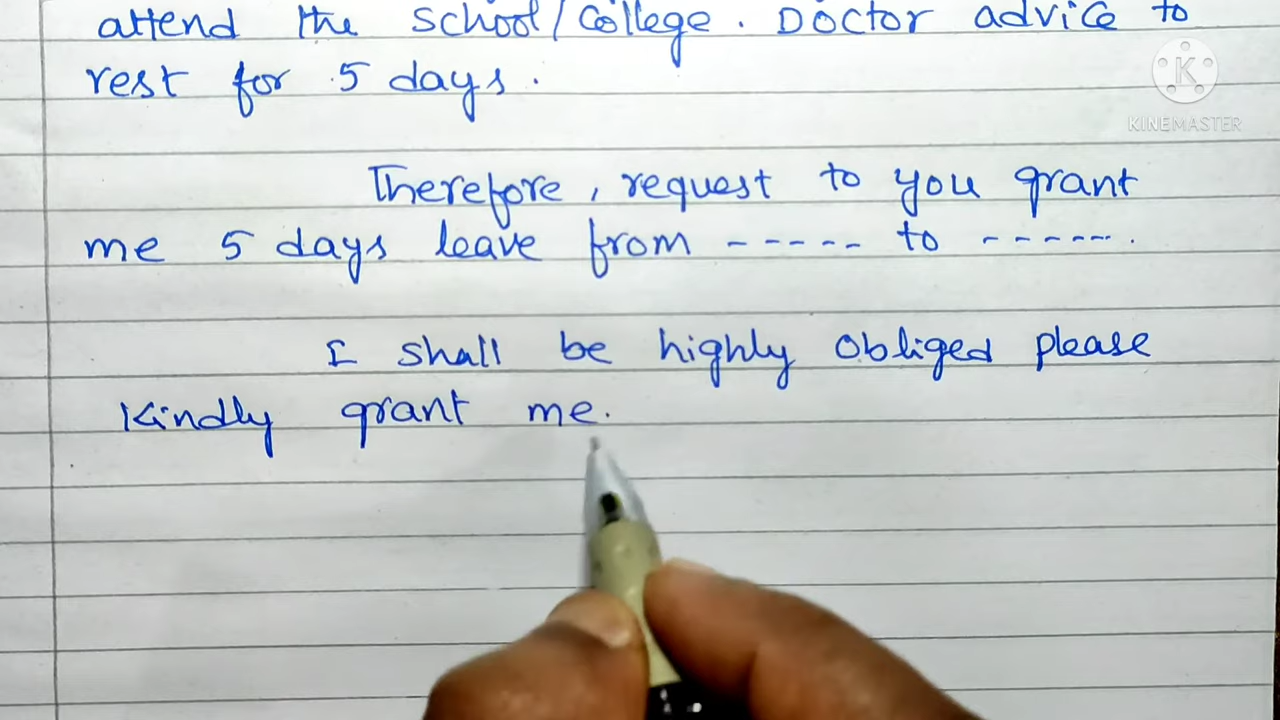 attend the School/College. Doctor advice to
rest for 5 days.
Therefore, request to you grant
me 5 days leave from ----- to -----.
I shall be highly obliged please
Kindly grant me.
K
KINEMASTER